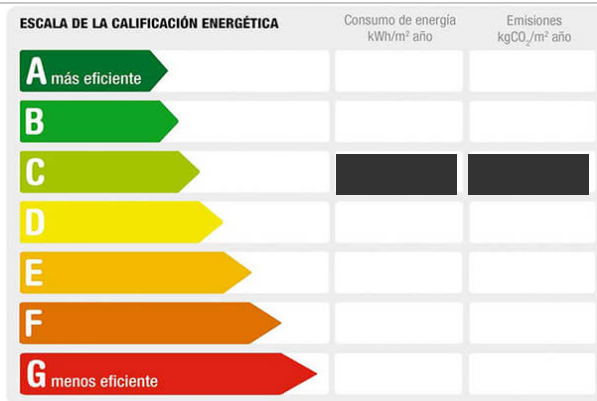 ESCALA DE LA CALIFICACIÓN ENERGÉTICA
Consumo de energía
kWh/m² año
Emisiones
kgCO₂/m² año
A más eficiente
B
C
D
E
F
G menos eficiente